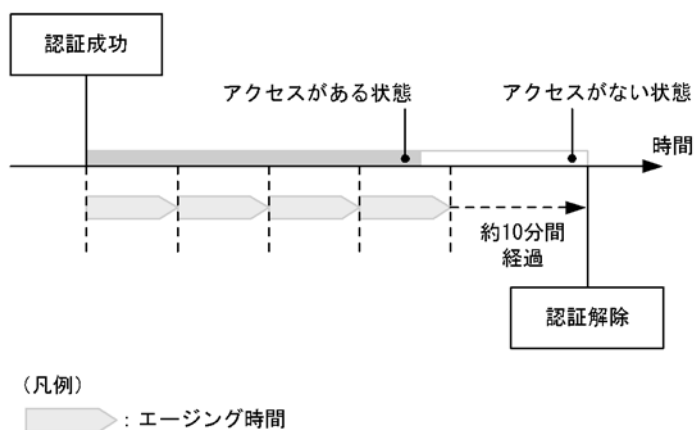 認証成功
アクセスがある状態
アクセスがない状態
時間
約10分間
経過
認証解除
(凡例)
:エージング時間